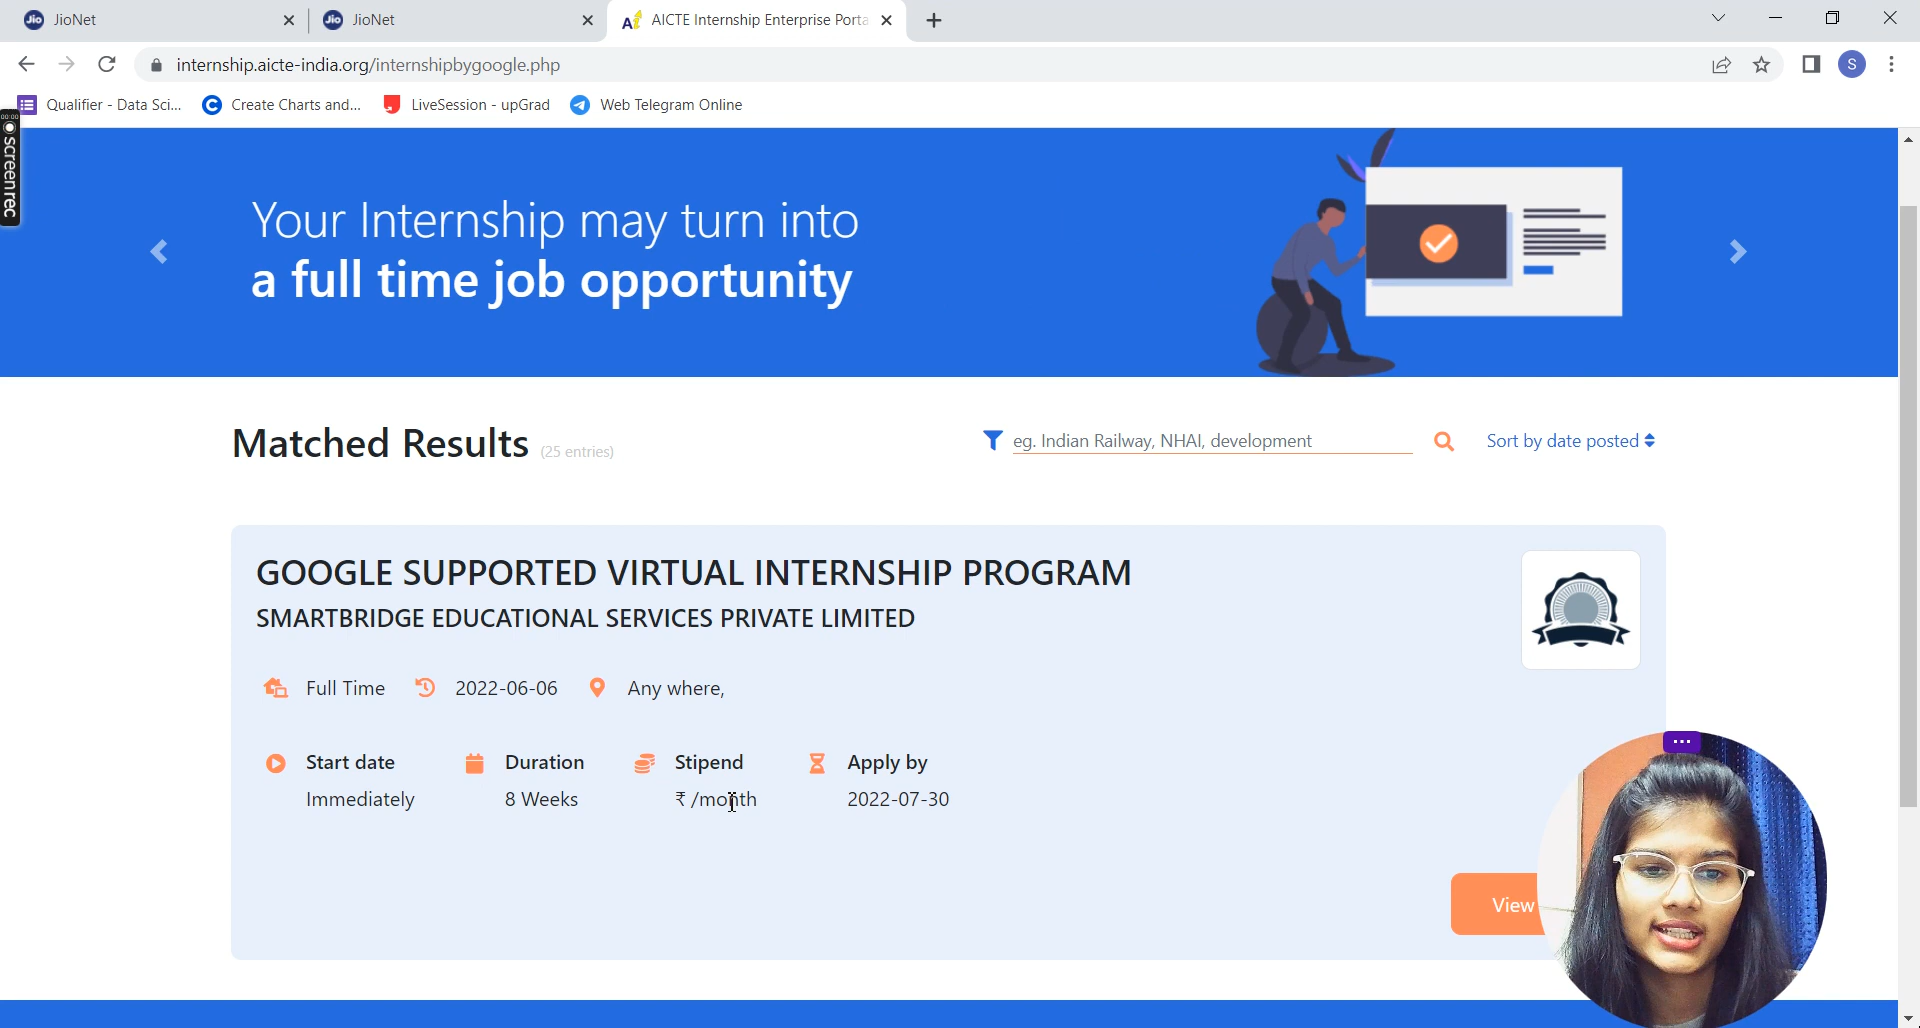 JioNet
JioNet
AICTE Internship Enterprise Porta
internship.aicte-india.org/internshipbygoogle.php
S
Qualifier - Data Sci...
Create Charts and...
LiveSession - upGrad
Web Telegram Online
00:00
screenrec
Your Internship may turn into
a full time job opportunity
Matched Results (25 entries)
eg. Indian Railway, NHAI, development
Sort by date posted
GOOGLE SUPPORTED VIRTUAL INTERNSHIP PROGRAM
SMARTBRIDGE EDUCATIONAL SERVICES PRIVATE LIMITED
Full Time 2022-06-06 Any where,
Start date Duration Stipend Apply by
Immediately 8 Weeks ₹ /month 2022-07-30
View